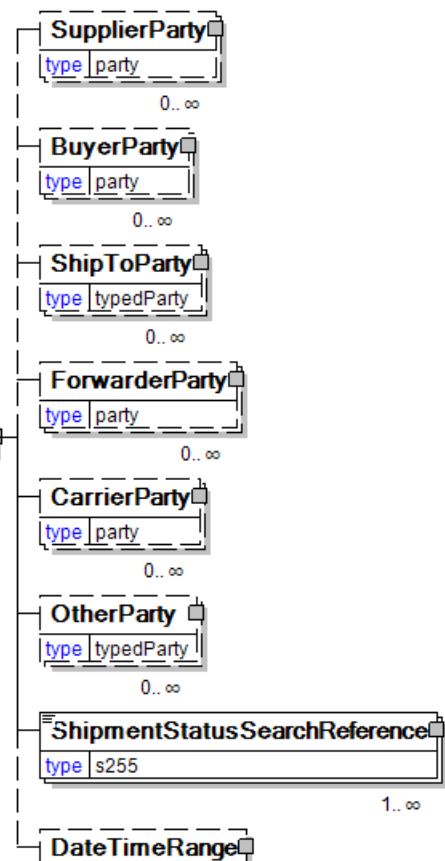 SupplierParty
type party
0.. ∞
BuyerParty
type party
0.. ∞
ShipToParty
type typedParty
0.. ∞
ForwarderParty
type party
0.. ∞
CarrierParty
type party
0.. ∞
OtherParty
type typedParty
0.. ∞
ShipmentStatusSearchReference
type s255
1.. ∞
DateTimeRange